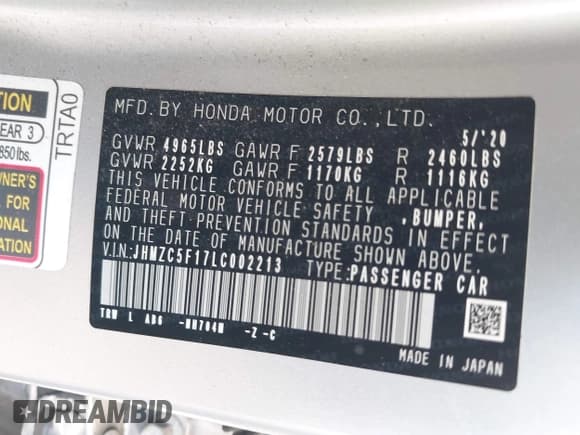 TION
EAR 3
850 lbs.
WNER'S
FOR
ONAL
ATION
TRTA0
MFD. BY HONDA MOTOR CO.,LTD.
5/'20
GVWR 4965LBS GAWR F 2579LBS R 2460LBS
GVWR 2252KG GAWR F 1170KG R 1116KG
THIS VEHICLE CONFORMS TO ALL APPLICABLE
FEDERAL MOTOR VEHICLE SAFETY , BUMPER,
AND THEFT PREVENTION STANDARDS IN EFFECT
ON THE DATE OF MANUFACTURE SHOWN ABOVE.
V.I.N.: JHMZC5F17LC002213 TYPE: PASSENGER CAR
TRW L AB6 -NH704M -Z -C
MADE IN JAPAN
DREAMBID